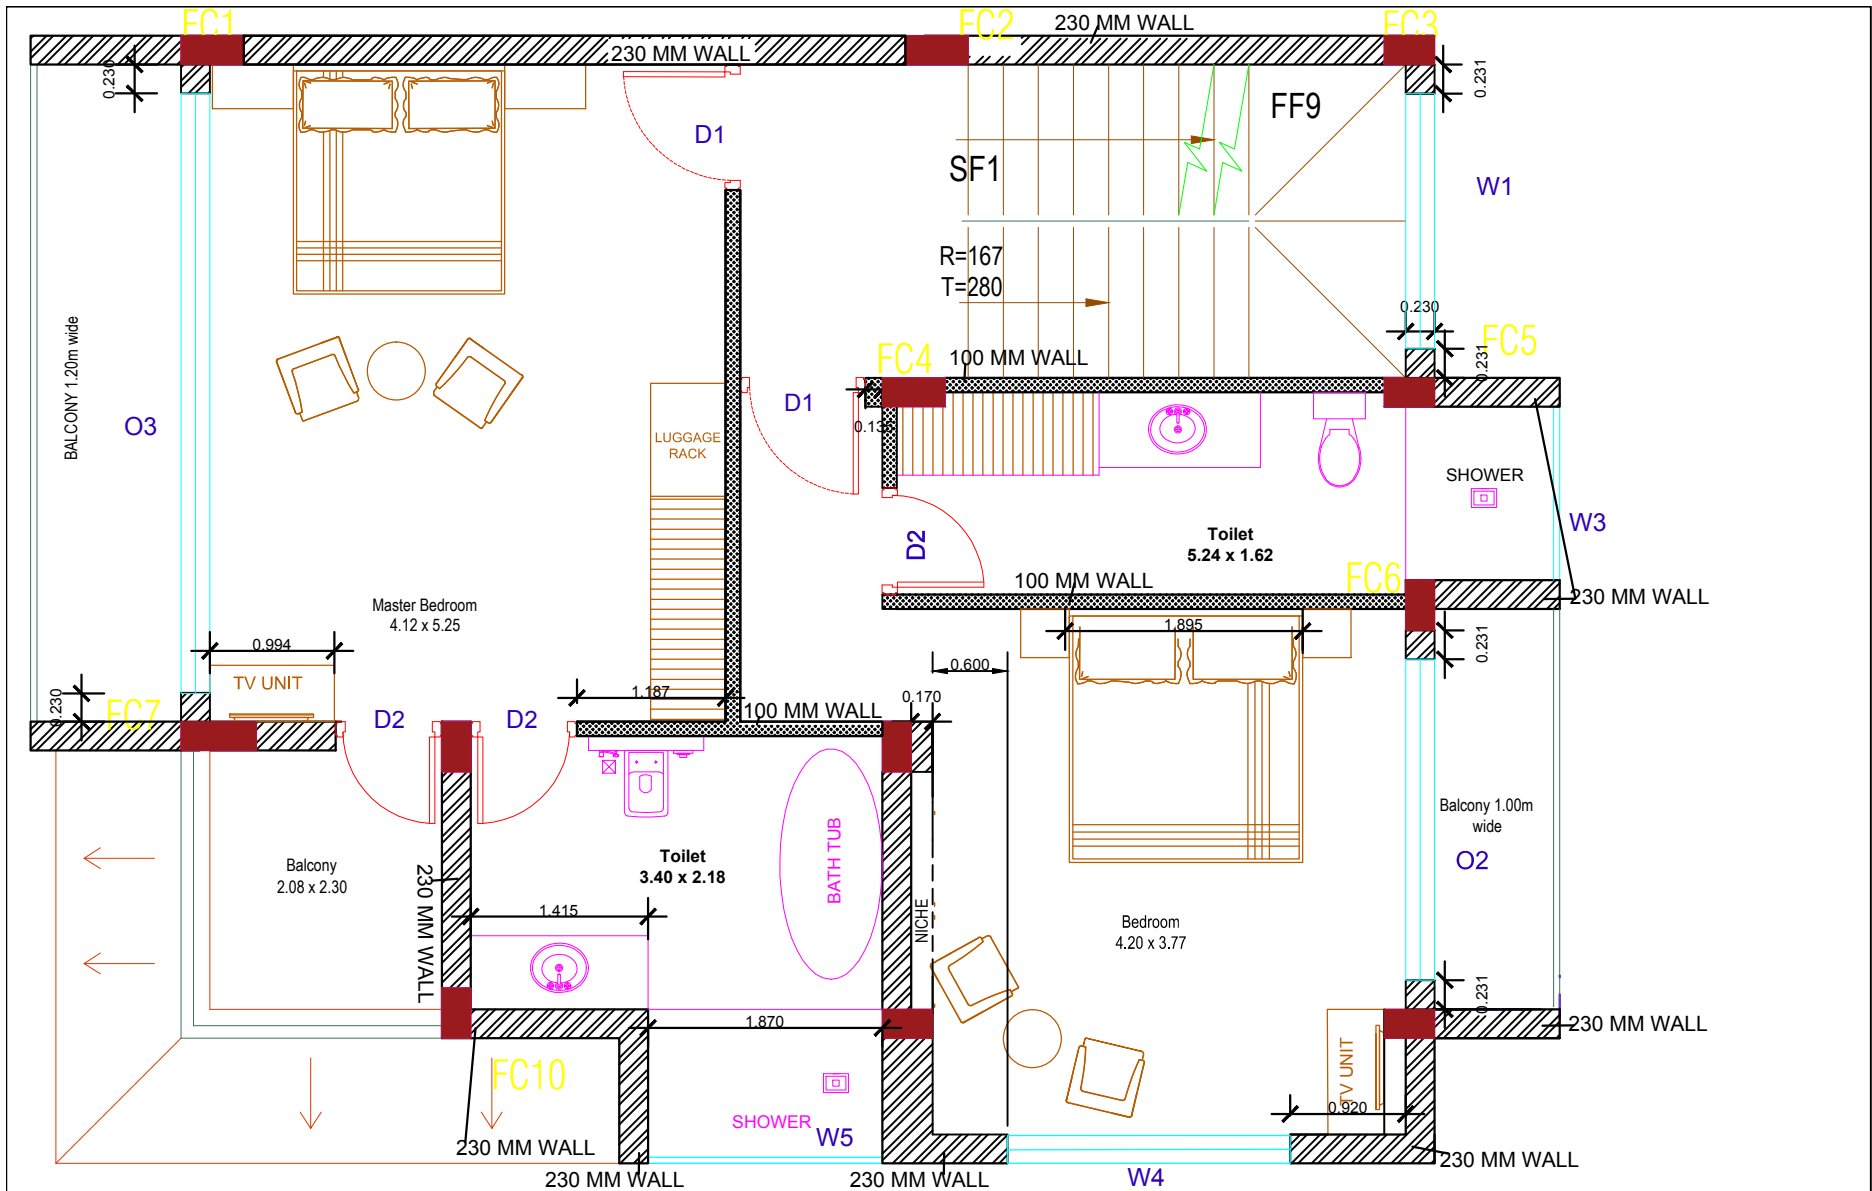 FC1
FC2
230 MM WALL
FC3
230 MM WALL
0.230
0.231
D1
FF9
SF1
W1
R=167
T=280
0.230
FC5
0.231
BALCONY 1.20m wide
O3
FC4
100 MM WALL
D1
0.135
LUGGAGE
RACK
SHOWER
W3
D2
Toilet
5.24 x 1.62
100 MM WALL
FC6
230 MM WALL
Master Bedroom
4.12 x 5.25
1.895
0.994
0.600
0.231
TV UNIT
1.187
0.170
0.230
FC7
D2
D2
100 MM WALL
Balcony 1.00m
wide
O2
Balcony
2.08 x 2.30
230 MM WALL
Toilet
3.40 x 2.18
BATH TUB
NICHE
1.415
Bedroom
4.20 x 3.77
0.231
1.870
230 MM WALL
FC10
TV UNIT
SHOWER
W5
0.920
230 MM WALL
230 MM WALL
230 MM WALL
230 MM WALL
W4